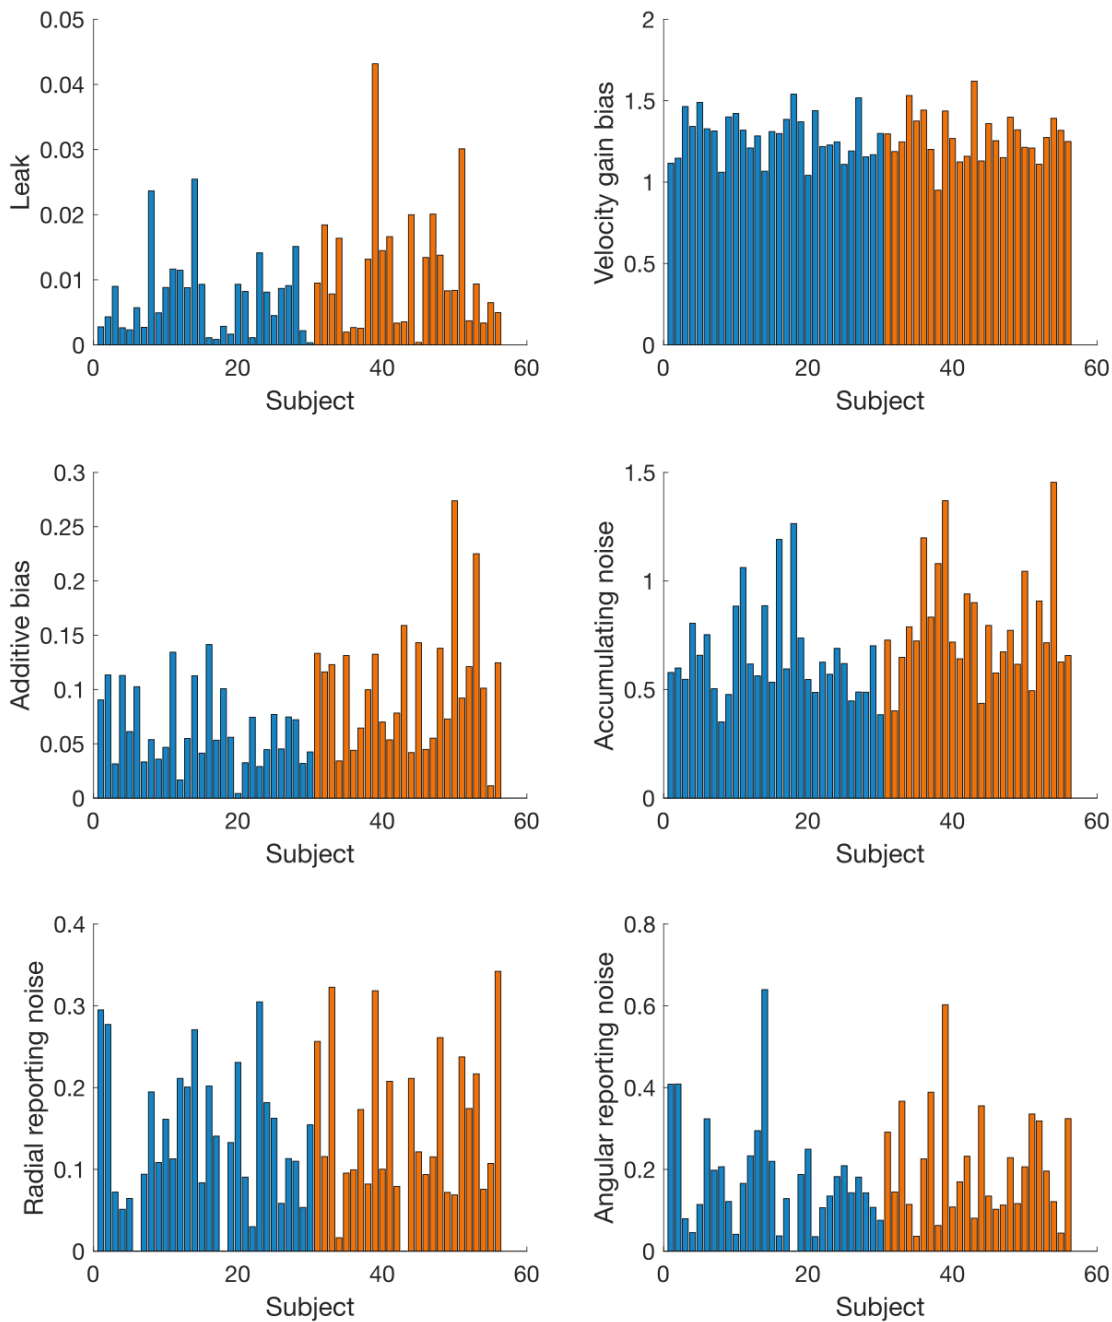 0.05
0.04
0.03
0.02
0.01
0
Leak
0 20 40 60
Subject
2
1.5
1
0.5
0
Velocity gain bias
0 20 40 60
Subject
0.3
0.25
0.2
0.15
0.1
0.05
0
Additive bias
0 20 40 60
Subject
1.5
1
0.5
0
Accumulating noise
0 20 40 60
Subject
0.4
0.3
0.2
0.1
0
Radial reporting noise
0 20 40 60
Subject
0.8
0.6
0.4
0.2
0
Angular reporting noise
0 20 40 60
Subject